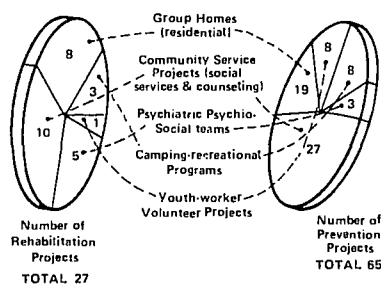 Group Homes
(residential)
Community Service
Projects (social
services & counseling)
Psychiatric Psychio-
Social teams
Camping-recreational
Programs
Youth-worker
Volunteer Projects
8
3
1
10
5
Number of
Rehabilitation
Projects
TOTAL 27
8
8
19
3
27
Number of
Prevention
Projects
TOTAL 65